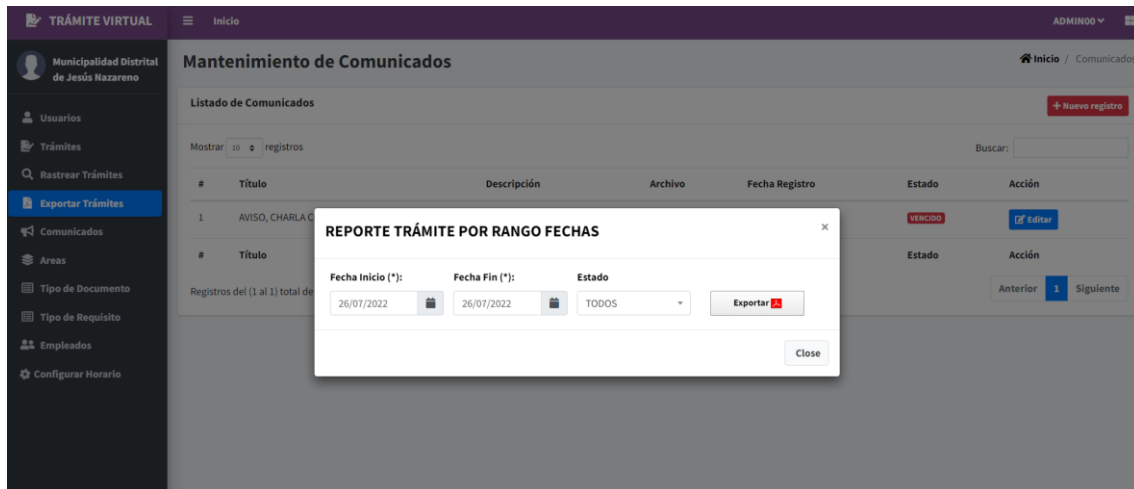 TRÁMITE VIRTUAL
Inicio
ADMIN00
Municipalidad Distrital
de Jesús Nazareno
Mantenimiento de Comunicados
Inicio / Comunicados
Usuarios
Trámites
Rastrear Trámites
Exportar Trámites
Comunicados
Areas
Tipo de Documento
Tipo de Requisito
Empleados
Configurar Horario
Listado de Comunicados
+ Nuevo registro
Mostrar 10 registros
Buscar:
# Título Descripción Archivo Fecha Registro Estado Acción
1 AVISO, CHARLA C VENCIDO Editar
# Título Estado Acción
Registros del (1 al 1) total de
Anterior 1 Siguiente
REPORTE TRÁMITE POR RANGO FECHAS
×
Fecha Inicio (*): Fecha Fin (*): Estado
26/07/2022 26/07/2022 TODOS Exportar
Close